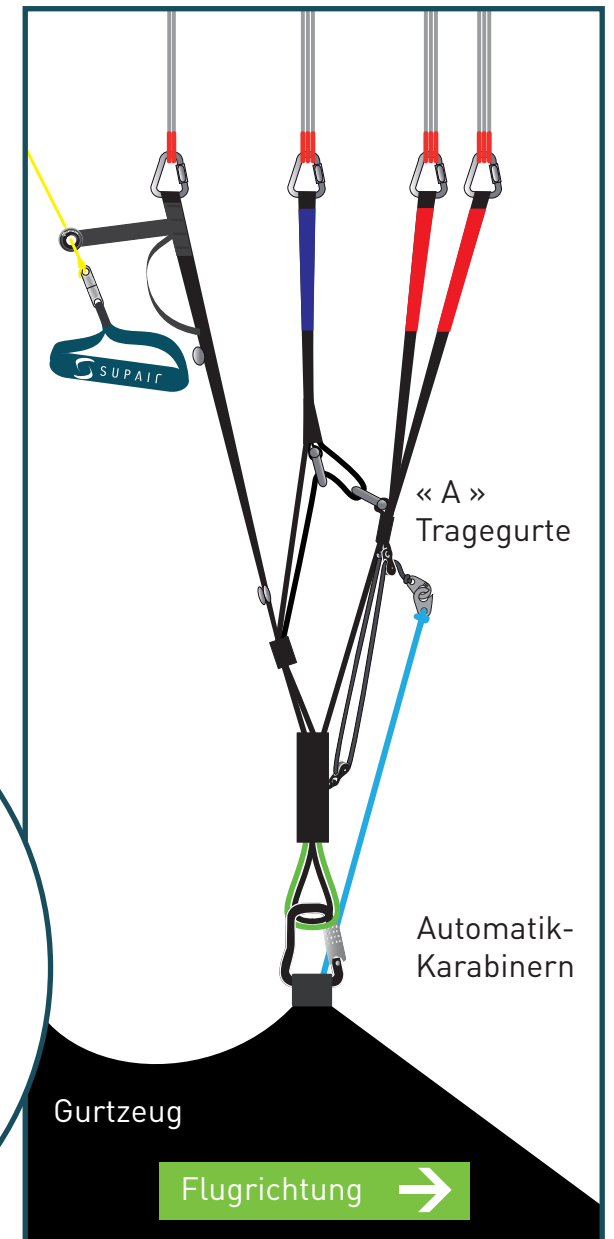 SUPAIR
« A »
Tragegurte
Automatik-
Karabinern
Gurtzeug
Flugrichtung